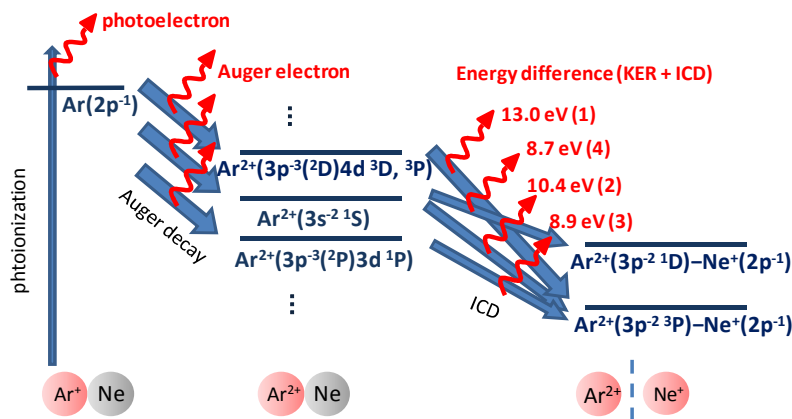 photoelectron
Auger electron
Energy difference (KER + ICD)
Ar(2p⁻¹)
⋮
13.0 eV (1)
8.7 eV (4)
10.4 eV (2)
8.9 eV (3)
Ar²⁺(3p⁻³(²D)4d ³D, ³P)
Ar²⁺(3s⁻² ¹S)
Ar²⁺(3p⁻³(²P)3d ¹P)
⋮
Ar²⁺(3p⁻² ¹D)–Ne⁺(2p⁻¹)
Ar²⁺(3p⁻² ³P)–Ne⁺(2p⁻¹)
phtoionization
Auger decay
ICD
Ar⁺ Ne
Ar²⁺ Ne
Ar²⁺ Ne⁺